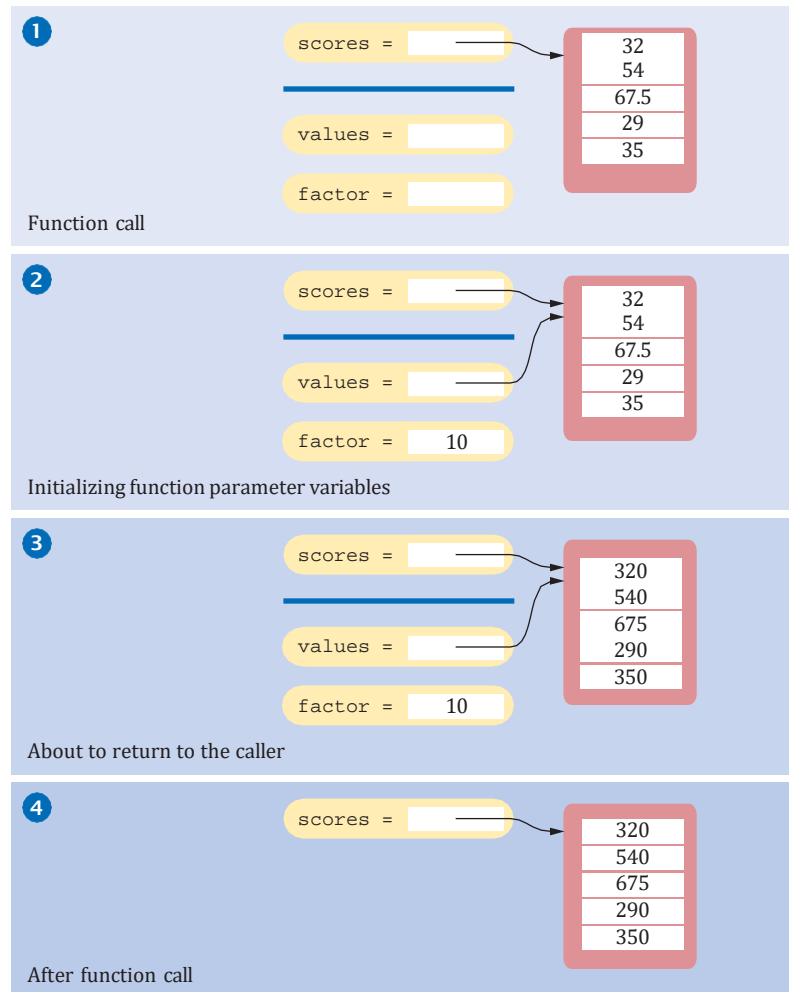 1
scores =
32
54
67.5
29
35
values =
factor =
Function call
2
scores =
32
54
67.5
29
35
values =
factor = 10
Initializing function parameter variables
3
scores =
320
540
675
290
350
values =
factor = 10
About to return to the caller
4
scores =
320
540
675
290
350
After function call